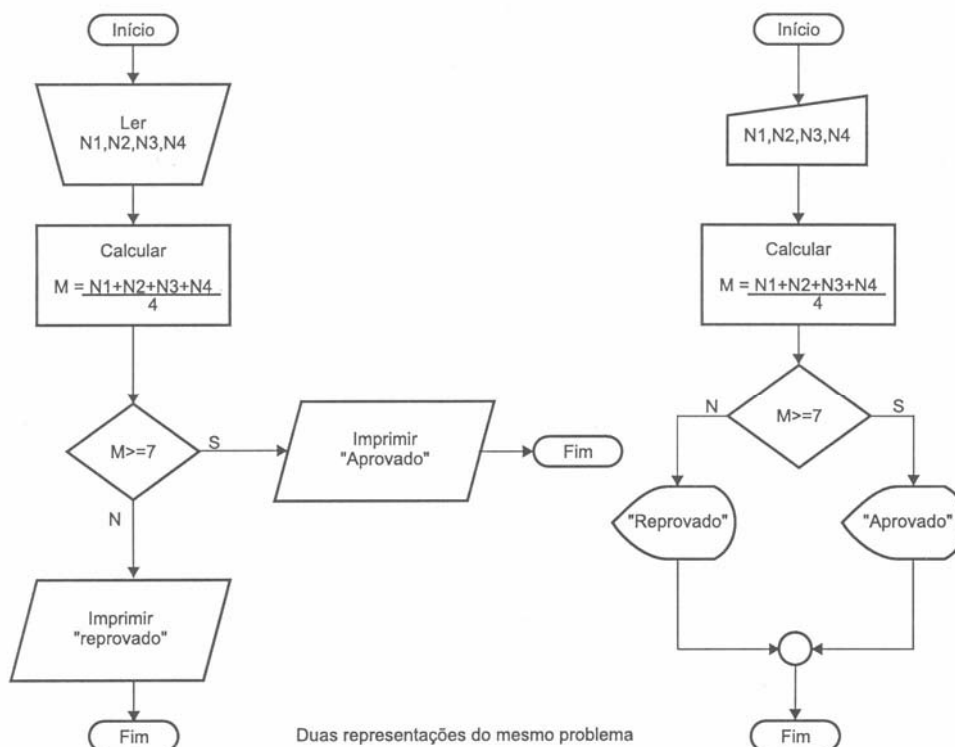 Início
Ler
N1,N2,N3,N4
Calcular
M = N1+N2+N3+N4
4
M>=7
S
N
Imprimir
"Aprovado"
Fim
Imprimir
"reprovado"
Fim
Início
N1,N2,N3,N4
Calcular
M = N1+N2+N3+N4
4
M>=7
N
S
"Reprovado"
"Aprovado"
Fim
Duas representações do mesmo problema